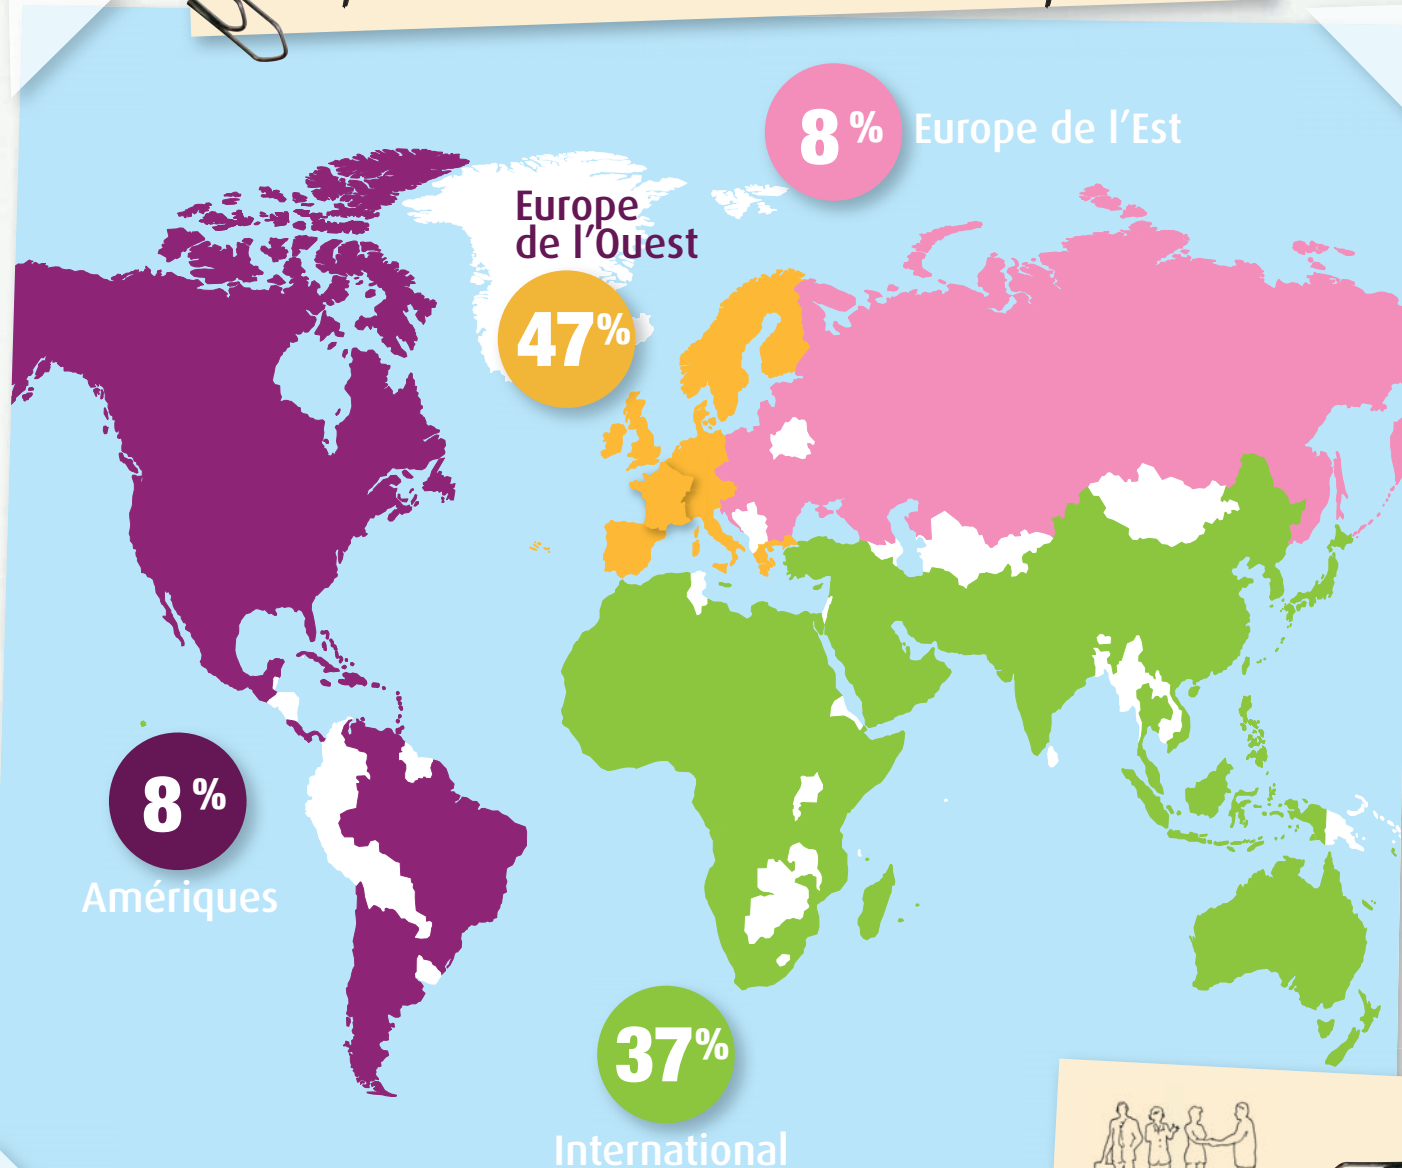 8 % Europe de l'Est
Europe
de l'Ouest
47%
8 %
Amériques
37%
International